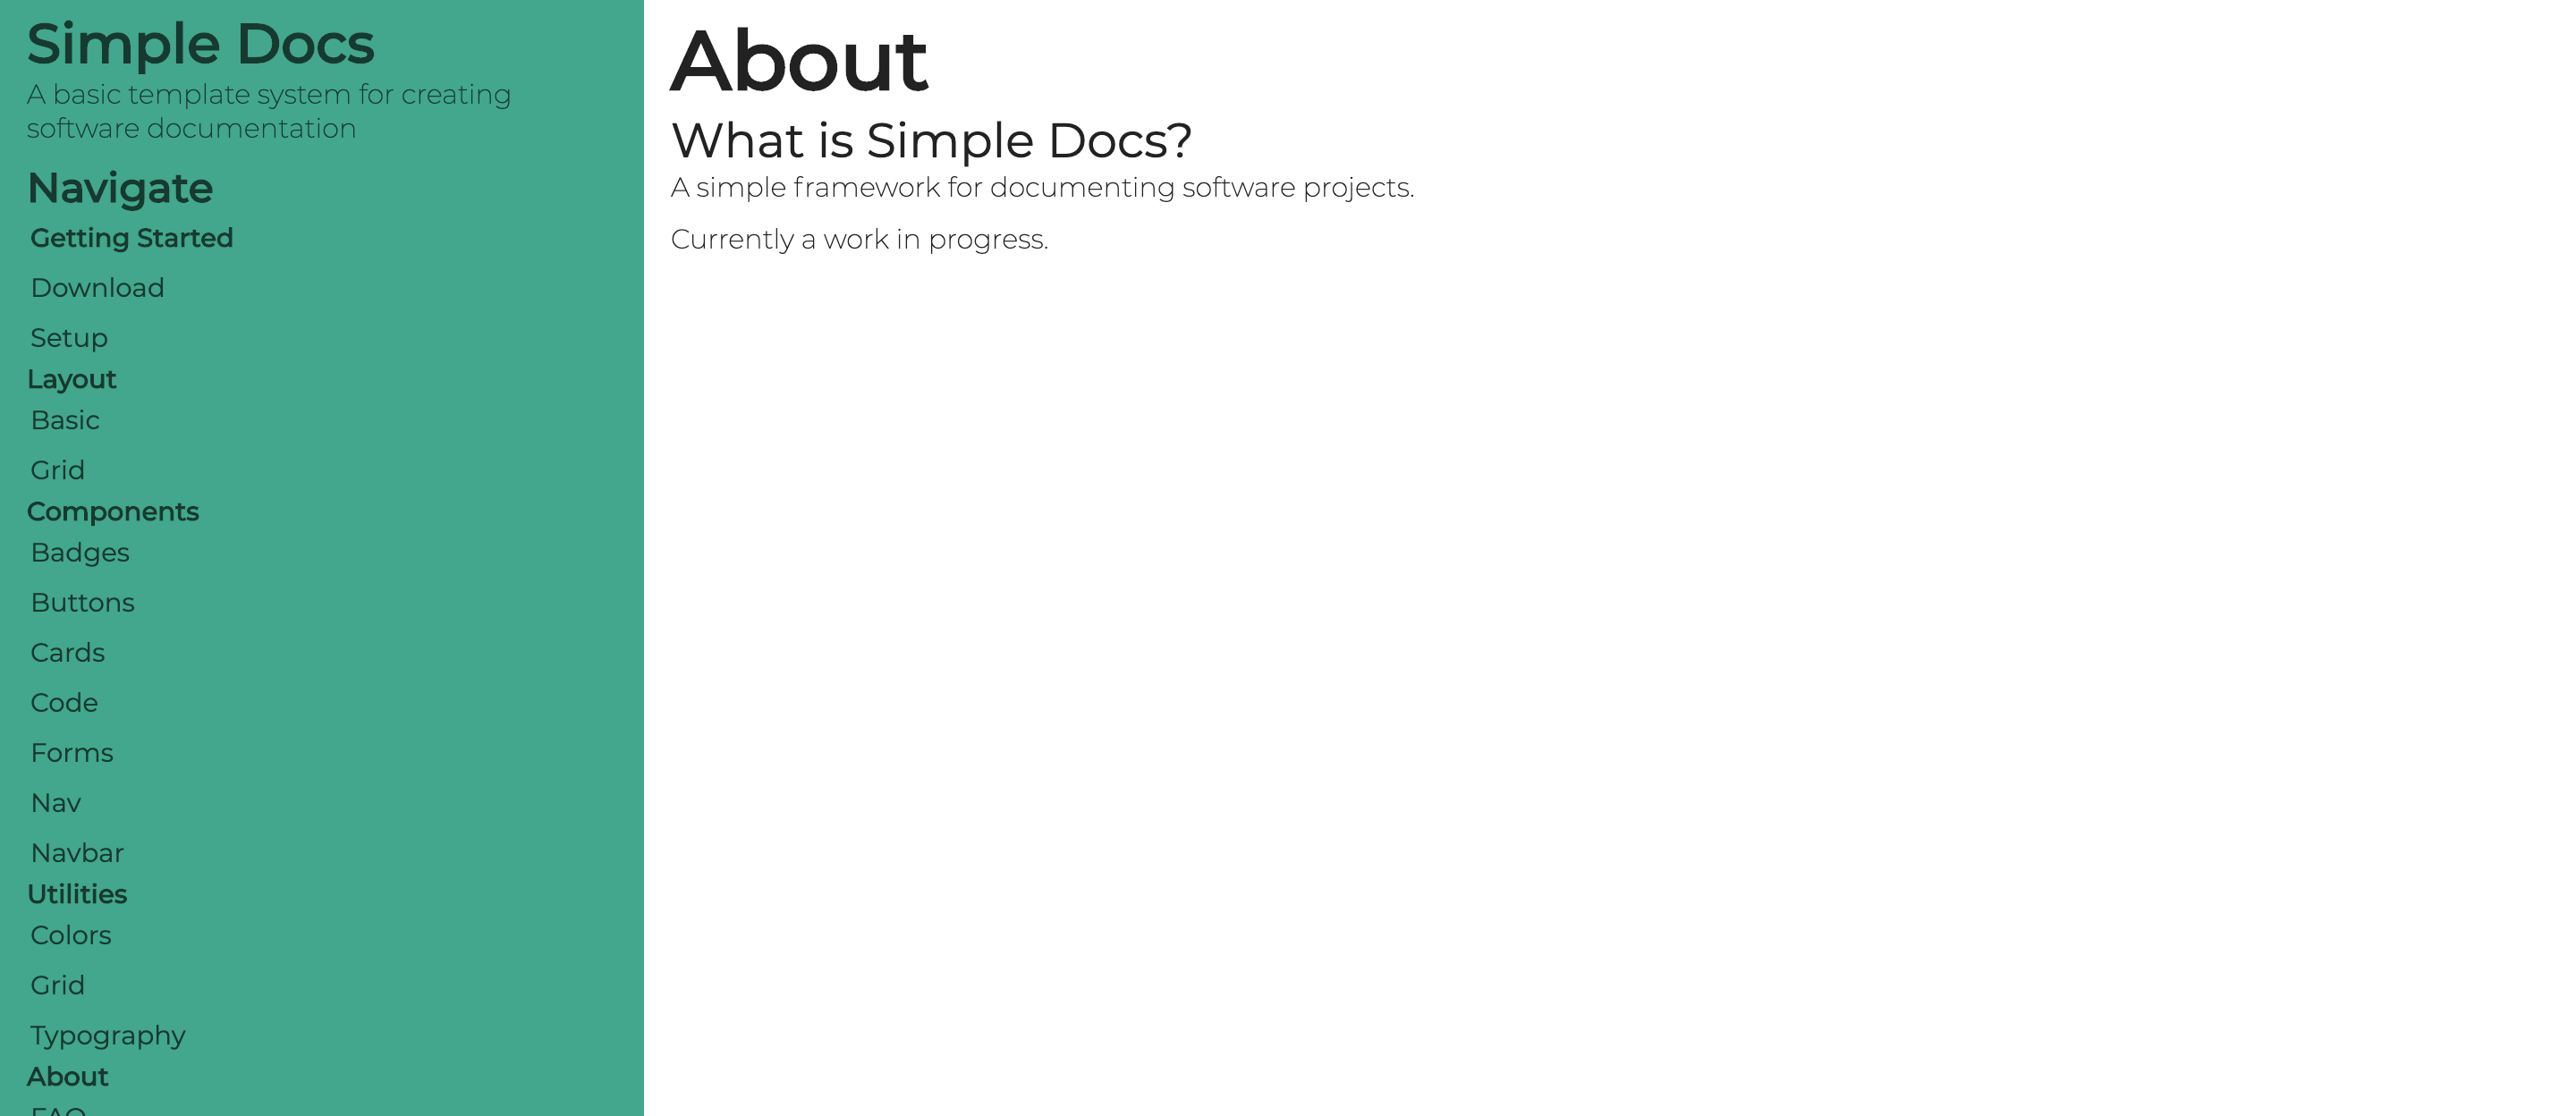 Simple Docs
A basic template system for creating
software documentation
Navigate
Getting Started
Download
Setup
Layout
Basic
Grid
Components
Badges
Buttons
Cards
Code
Forms
Nav
Navbar
Utilities
Colors
Grid
Typography
About
FAQ
About
What is Simple Docs?
A simple framework for documenting software projects.
Currently a work in progress.